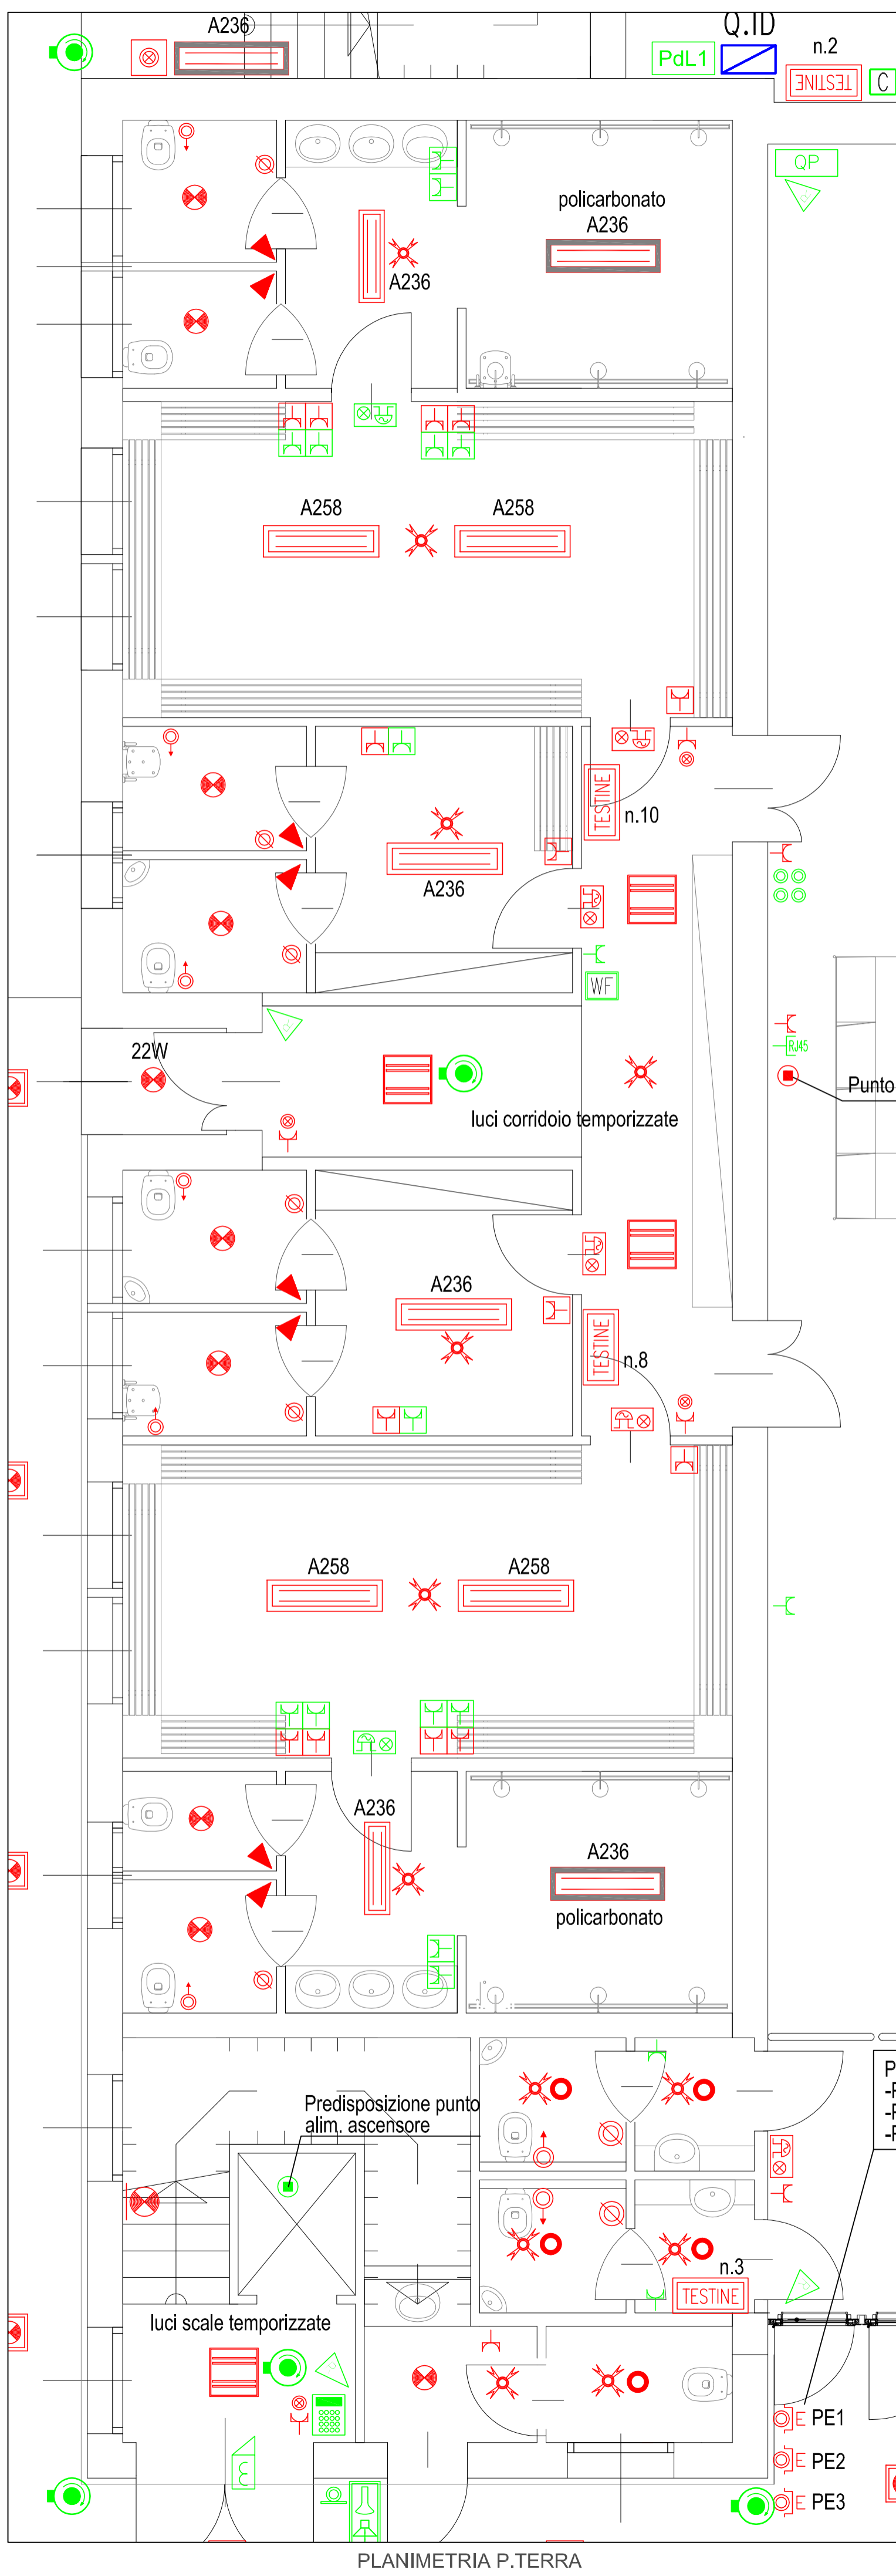 A236
Q.ID
n.2
PdL1
TESTINE
C
QP
policarbonato
A236
A236
A258
A258
TESTINE
n.10
A236
WF
22W
RJ45
Punto
luci corridoio temporizzate
A236
TESTINE
n.8
A258
A258
A236
A236
policarbonato
Predisposizione punto
alim. ascensore
P
-P
-P
-P
n.3
TESTINE
luci scale temporizzate
E PE1
E PE2
E PE3
PLANIMETRIA P.TERRA